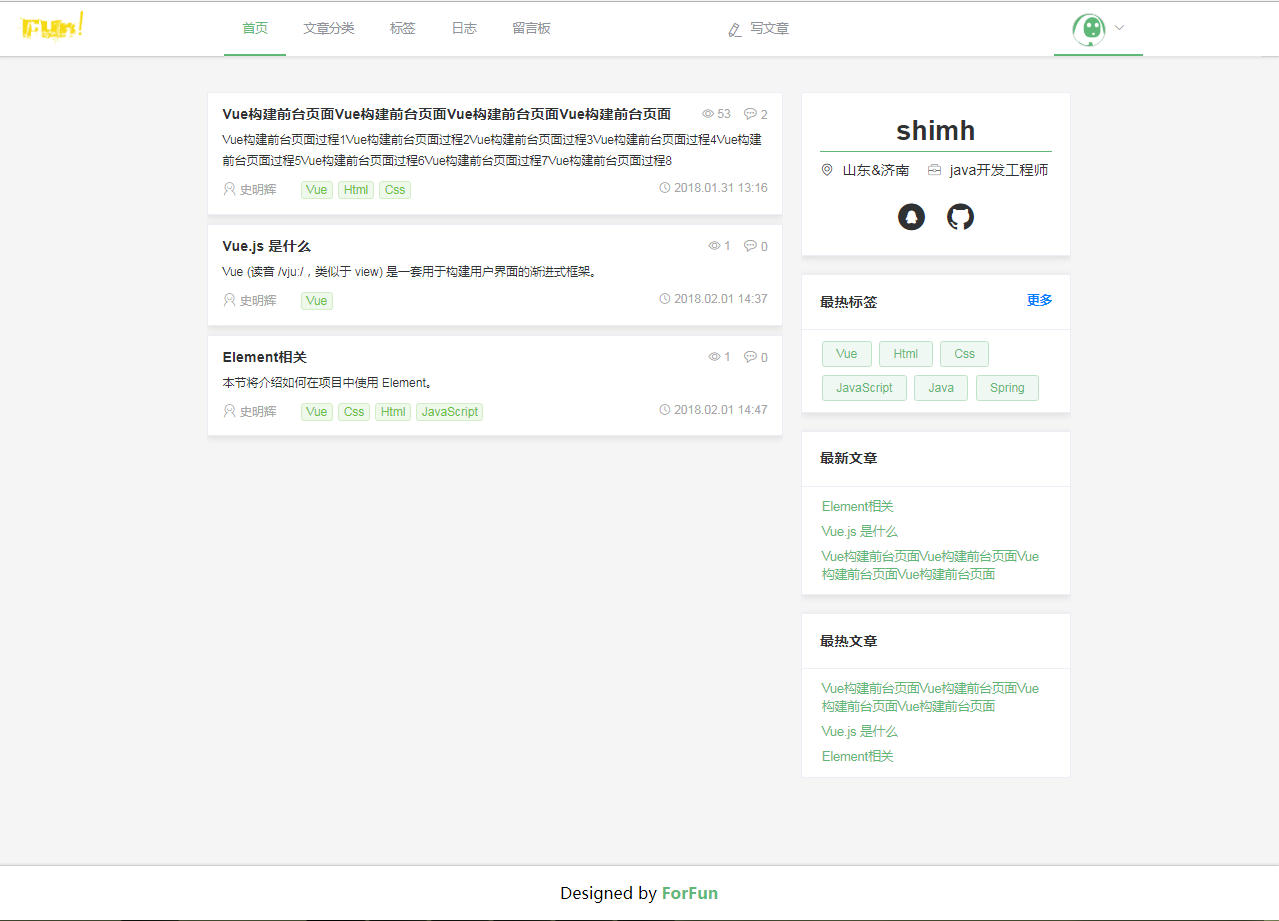 Fun!
首页 文章分类 标签 日志 留言板 写文章
Vue构建前台页面Vue构建前台页面Vue构建前台页面Vue构建前台页面 53 2
Vue构建前台页面过程1Vue构建前台页面过程2Vue构建前台页面过程3Vue构建前台页面过程4Vue构建
前台页面过程5Vue构建前台页面过程6Vue构建前台页面过程7Vue构建前台页面过程8
史明辉 Vue Html Css 2018.01.31 13:16
Vue.js 是什么 1 0
Vue (读音 /vjuː/，类似于 view) 是一套用于构建用户界面的渐进式框架。
史明辉 Vue 2018.02.01 14:37
Element相关 1 0
本节将介绍如何在项目中使用 Element。
史明辉 Vue Css Html JavaScript 2018.02.01 14:47
shimh
山东&济南 java开发工程师
最热标签 更多
Vue Html Css
JavaScript Java Spring
最新文章
Element相关
Vue.js 是什么
Vue构建前台页面Vue构建前台页面Vue
构建前台页面Vue构建前台页面
最热文章
Vue构建前台页面Vue构建前台页面Vue
构建前台页面Vue构建前台页面
Vue.js 是什么
Element相关
Designed by ForFun